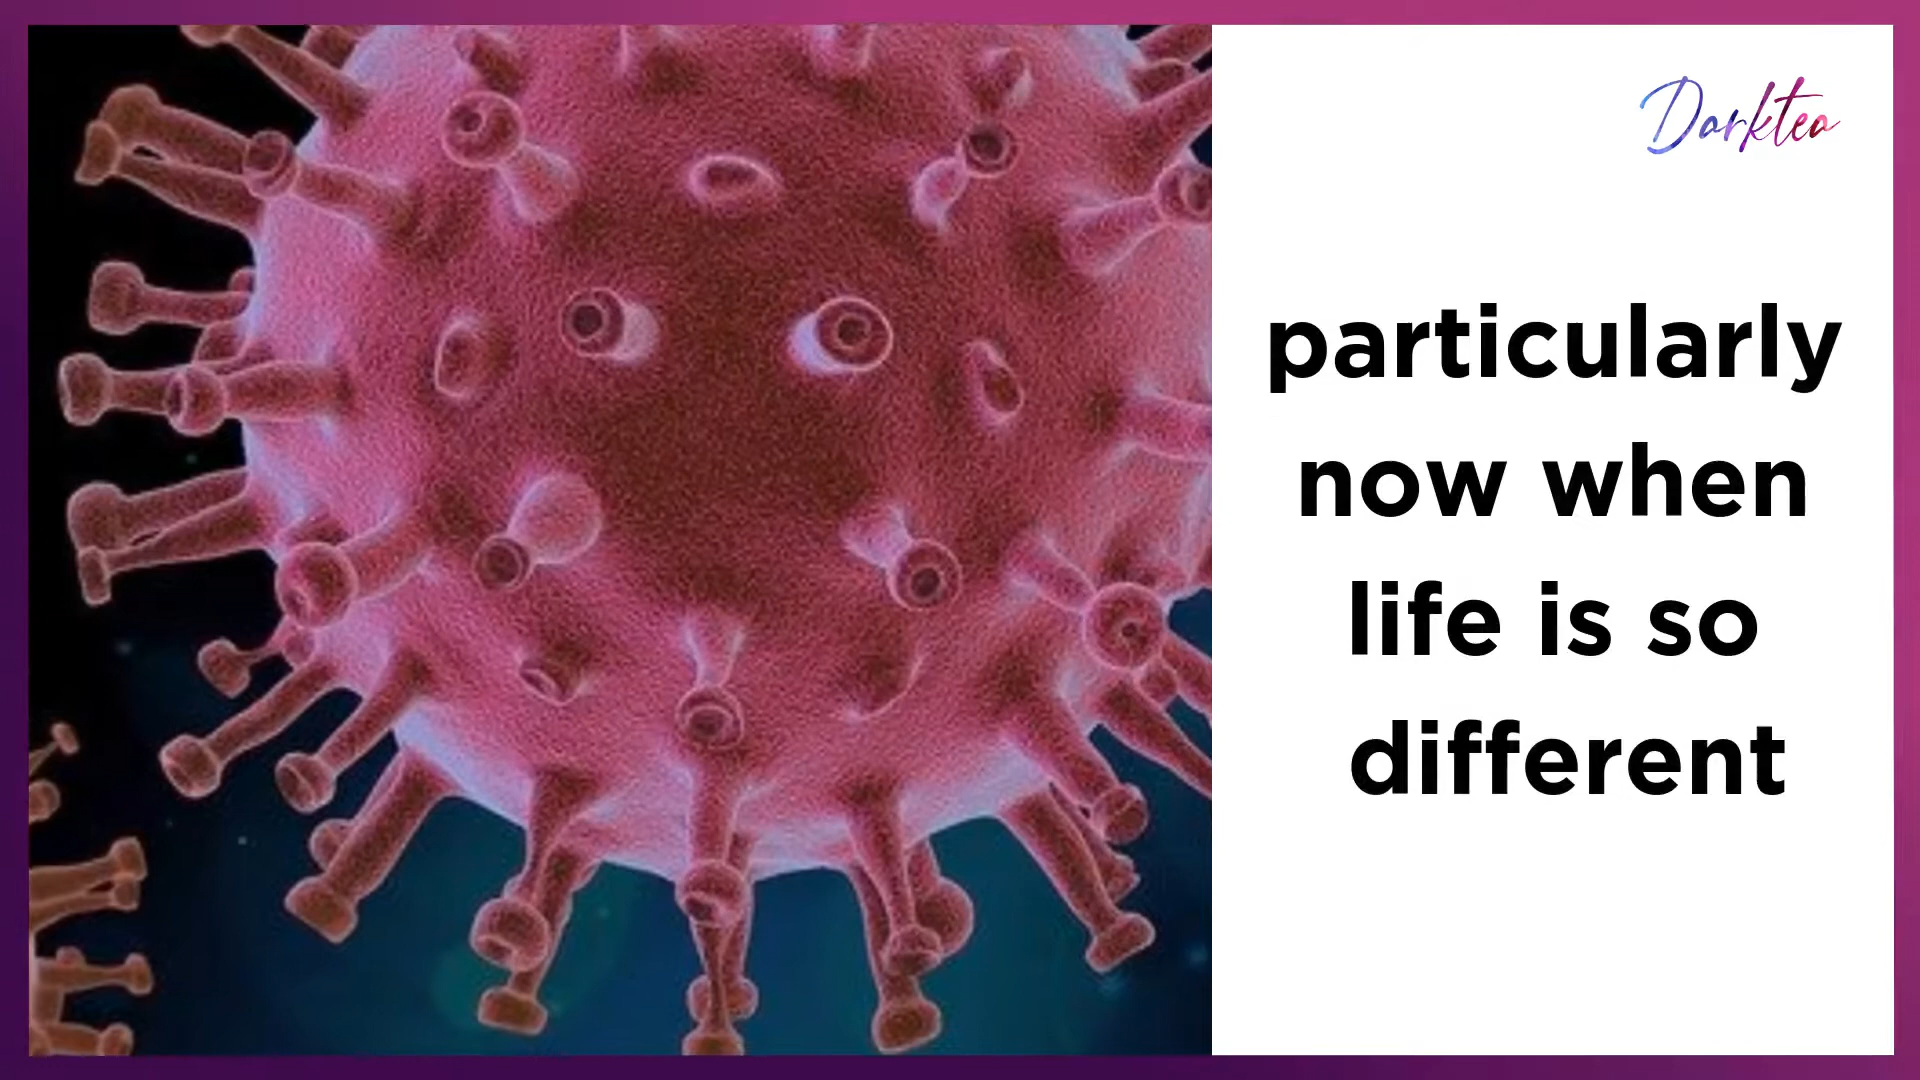 Darktea
particularly
now when
life is so
different